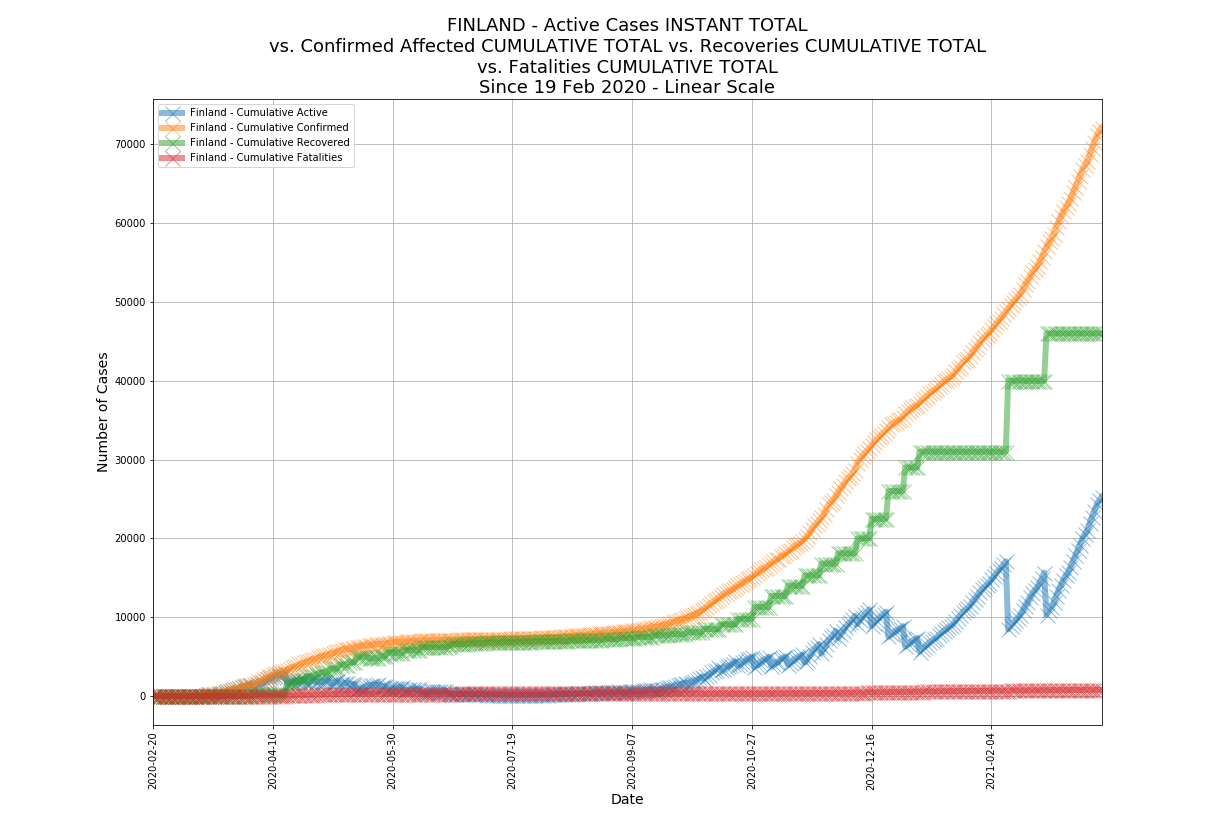 FINLAND - Active Cases INSTANT TOTAL
vs. Confirmed Affected CUMULATIVE TOTAL vs. Recoveries CUMULATIVE TOTAL
vs. Fatalities CUMULATIVE TOTAL
Since 19 Feb 2020 - Linear Scale
Finland - Cumulative Active
Finland - Cumulative Confirmed
Finland - Cumulative Recovered
Finland - Cumulative Fatalities
Number of Cases
70000
60000
50000
40000
30000
20000
10000
0
2020-02-20
2020-04-10
2020-05-30
2020-07-19
2020-09-07
2020-10-27
2020-12-16
2021-02-04
Date